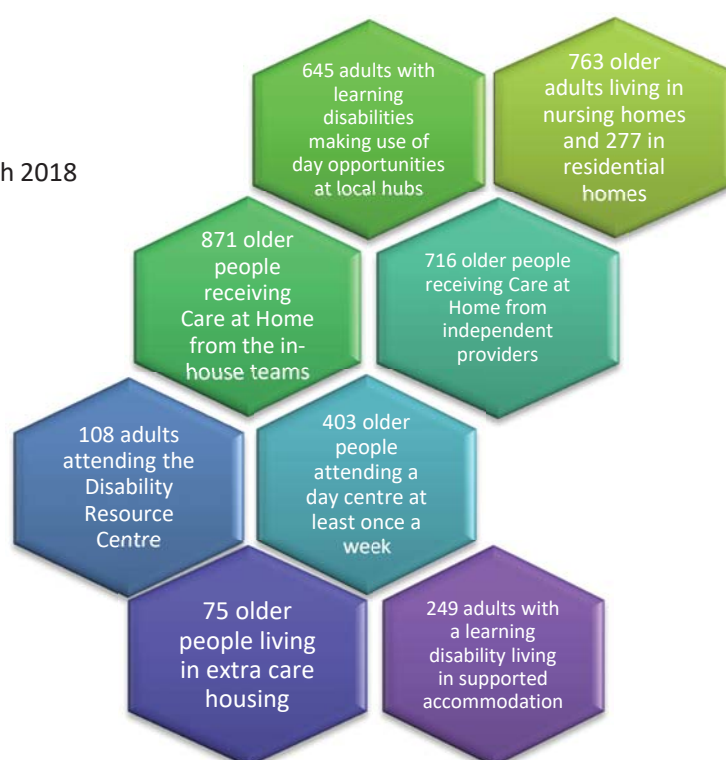 645 adults with
learning
disabilities
making use of
day opportunities
at local hubs
763 older
adults living in
nursing homes
and 277 in
residential
homes
h 2018
871 older
people
receiving
Care at Home
from the in-
house teams
716 older people
receiving Care at
Home from
independent
providers
108 adults
attending the
Disability
Resource
Centre
403 older
people
attending a
day centre at
least once a
week
75 older
people living
in extra care
housing
249 adults with
a learning
disability living
in supported
accommodation